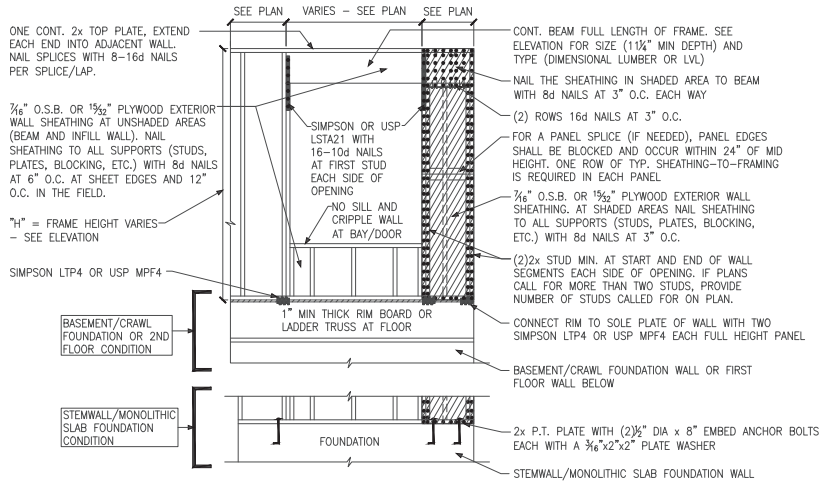 SEE PLAN
VARIES – SEE PLAN
SEE PLAN
ONE CONT. 2x TOP PLATE, EXTEND
EACH END INTO ADJACENT WALL.
NAIL SPLICES WITH 8–16d NAILS
PER SPLICE/LAP.
7/16" O.S.B. OR 15/32" PLYWOOD EXTERIOR
WALL SHEATHING AT UNSHADED AREAS
(BEAM AND INFILL WALL). NAIL
SHEATHING TO ALL SUPPORTS (STUDS,
PLATES, BLOCKING, ETC.) WITH 8d NAILS
AT 6" O.C. AT SHEET EDGES AND 12"
O.C. IN THE FIELD.
"H" = FRAME HEIGHT VARIES
– SEE ELEVATION
SIMPSON LTP4 OR USP MPF4
BASEMENT/CRAWL
FOUNDATION OR 2ND
FLOOR CONDITION
STEMWALL/MONOLITHIC
SLAB FOUNDATION
CONDITION
SIMPSON OR USP
LSTA21 WITH
16–10d NAILS
AT FIRST STUD
EACH SIDE OF
OPENING
NO SILL AND
CRIPPLE WALL
AT BAY/DOOR
1" MIN THICK RIM BOARD OR
LADDER TRUSS AT FLOOR
FOUNDATION
CONT. BEAM FULL LENGTH OF FRAME. SEE
ELEVATION FOR SIZE (11¼" MIN DEPTH) AND
TYPE (DIMENSIONAL LUMBER OR LVL)
NAIL THE SHEATHING IN SHADED AREA TO BEAM
WITH 8d NAILS AT 3" O.C. EACH WAY
(2) ROWS 16d NAILS AT 3" O.C.
FOR A PANEL SPLICE (IF NEEDED), PANEL EDGES
SHALL BE BLOCKED AND OCCUR WITHIN 24" OF MID
HEIGHT. ONE ROW OF TYP. SHEATHING–TO–FRAMING
IS REQUIRED IN EACH PANEL
7/16" O.S.B. OR 15/32" PLYWOOD EXTERIOR WALL
SHEATHING. AT SHADED AREAS NAIL SHEATHING
TO ALL SUPPORTS (STUDS, PLATES, BLOCKING,
ETC.) WITH 8d NAILS AT 3" O.C.
(2)2x STUD MIN. AT START AND END OF WALL
SEGMENTS EACH SIDE OF OPENING. IF PLANS
CALL FOR MORE THAN TWO STUDS, PROVIDE
NUMBER OF STUDS CALLED FOR ON PLAN.
CONNECT RIM TO SOLE PLATE OF WALL WITH TWO
SIMPSON LTP4 OR USP MPF4 EACH FULL HEIGHT PANEL
BASEMENT/CRAWL FOUNDATION WALL OR FIRST
FLOOR WALL BELOW
2x P.T. PLATE WITH (2)½" DIA x 8" EMBED ANCHOR BOLTS
EACH WITH A 3/16"x2"x2" PLATE WASHER
STEMWALL/MONOLITHIC SLAB FOUNDATION WALL